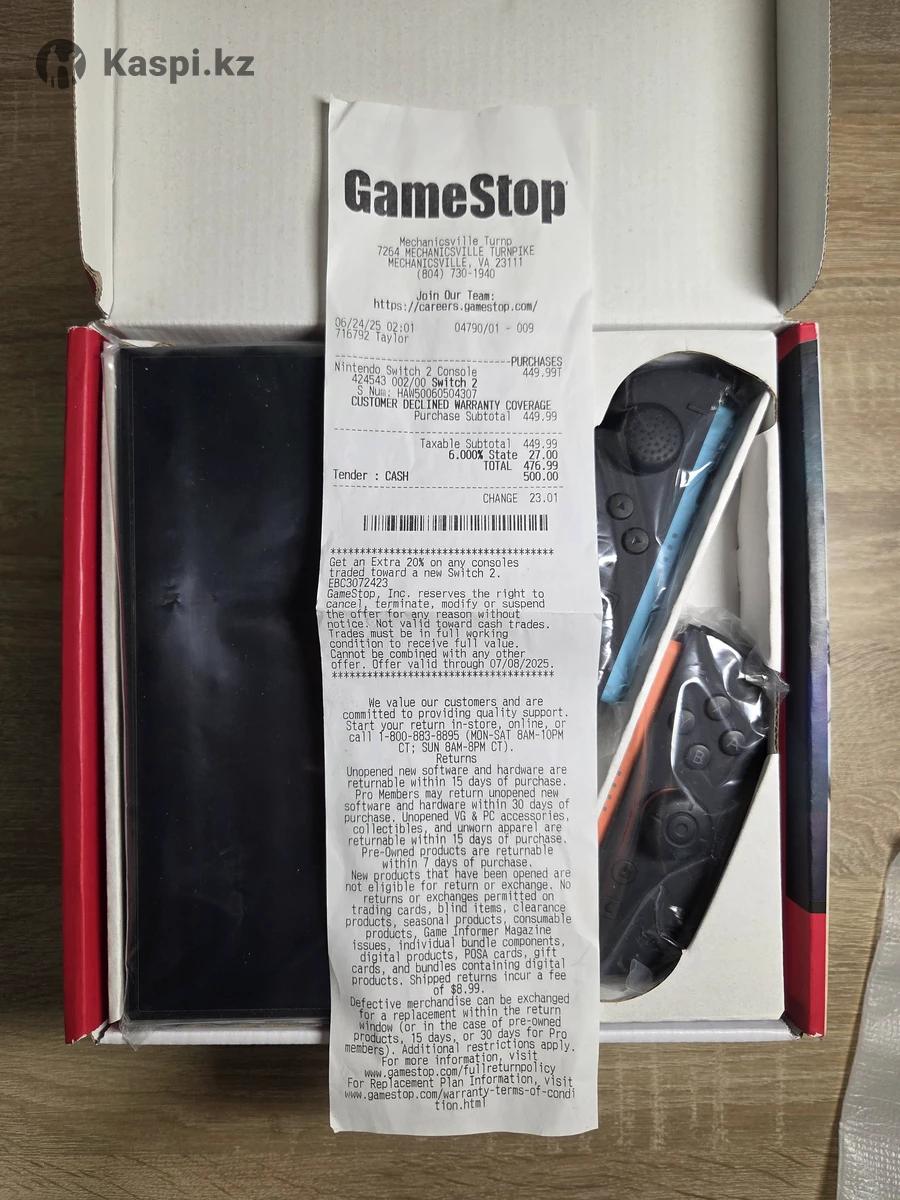 Kaspi.kz
GameStop
Mechanicsville Turnp
7264 MECHANICSVILLE TURNPIKE
MECHANICSVILLE, VA 23111
(804) 730-1940
Join Our Team:
https://careers.gamestop.com/
06/24/25 02:01 04790/01 - 009
716792 Taylor
--------------------------------PURCHASES
Nintendo Switch 2 Console 449.99T
424543 002/00 Switch 2
S Num: HAW50060504307
CUSTOMER DECLINED WARRANTY COVERAGE
Purchase Subtotal 449.99
Taxable Subtotal 449.99
6.000% State 27.00
TOTAL 476.99
Tender : CASH 500.00
CHANGE 23.01
Get an Extra 20% on any consoles
traded toward a new Switch 2.
EBC3072423
GameStop, Inc. reserves the right to
cancel, terminate, modify or suspend
the offer for any reason without
notice. Not valid toward cash trades.
Trades must be in full working
condition to receive full value.
Cannot be combined with any other
offer. Offer valid through 07/08/2025.
We value our customers and are
committed to providing quality support.
Start your return in-store, online, or
call 1-800-883-8895 (MON-SAT 8AM-10PM
CT; SUN 8AM-8PM CT).
Returns
Unopened new software and hardware are
returnable within 15 days of purchase.
Pro Members may return unopened new
software and hardware within 30 days of
purchase. Unopened VG & PC accessories,
collectibles, and unworn apparel are
returnable within 15 days of purchase.
Pre-Owned products are returnable
within 7 days of purchase.
New products that have been opened are
not eligible for return or exchange. No
returns or exchanges permitted on
trading cards, blind items, clearance
products, seasonal products, consumable
products, Game Informer Magazine
issues, individual bundle components,
digital products, POSA cards, gift
cards, and bundles containing digital
products. Shipped returns incur a fee
of $8.99.
Defective merchandise can be exchanged
for a replacement within the return
window (or in the case of pre-owned
products, 15 days, or 30 days for Pro
members). Additional restrictions apply.
For more information, visit
www.gamestop.com/fullreturnpolicy
For Replacement Plan Information, visit
www.gamestop.com/warranty-terms-of-condi
tion.html
A
B